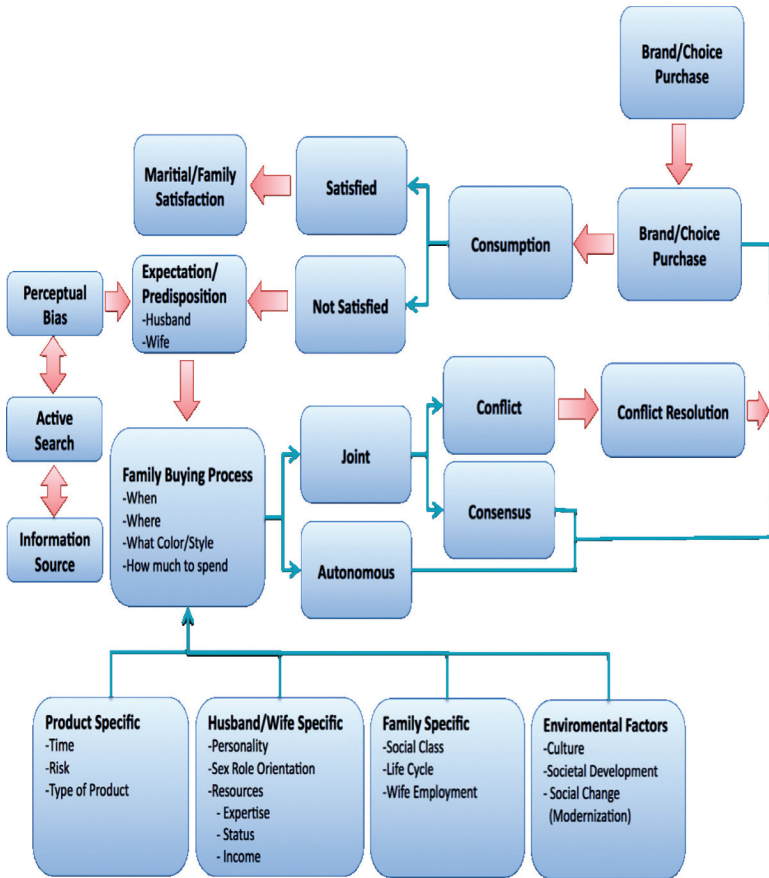 Brand/Choice
Purchase
Maritial/Family
Satisfaction
Satisfied
Consumption
Brand/Choice
Purchase
Perceptual
Bias
Expectation/
Predisposition
-Husband
-Wife
Not Satisfied
Active
Search
Information
Source
Family Buying Process
-When
-Where
-What Color/Style
-How much to spend
Joint
Autonomous
Conflict
Consensus
Conflict Resolution
Product Specific
-Time
-Risk
-Type of Product
Husband/Wife Specific
-Personality
-Sex Role Orientation
-Resources
- Expertise
- Status
- Income
Family Specific
-Social Class
-Life Cycle
-Wife Employment
Enviromental Factors
-Culture
-Societal Development
- Social Change
(Modernization)